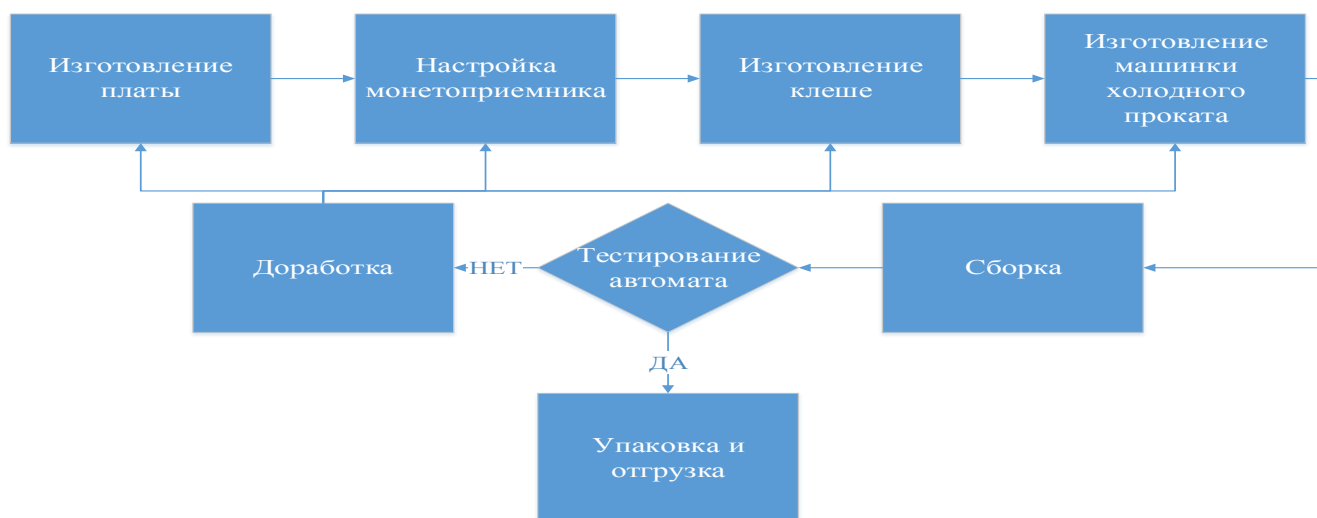 Изготовление
платы
Настройка
монетоприемника
Изготовление
клеше
Изготовление
машинки
холодного
проката
Доработка
НЕТ
Тестирование
автомата
Сборка
ДА
Упаковка и
отгрузка